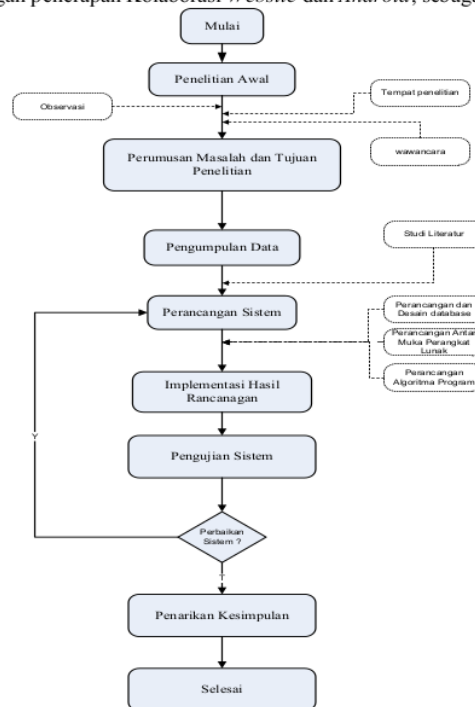 penerapan Kolaborasi Website dan Android, sebaga
Mulai
Penelitian Awal
Observasi
Tempat penelitian
wawancara
Perumusan Masalah dan Tujuan
Penelitian
Pengumpulan Data
Studi Literatur
Perancangan Sistem
Perancangan dan
Desain database
Perancangan Antar
Muka Perangkat
Lunak
Perancangan
Algoritma Program
Implementasi Hasil
Rancanagan
Y
Pengujian Sistem
Perbaikan
Sistem ?
T
Penarikan Kesimpulan
Selesai